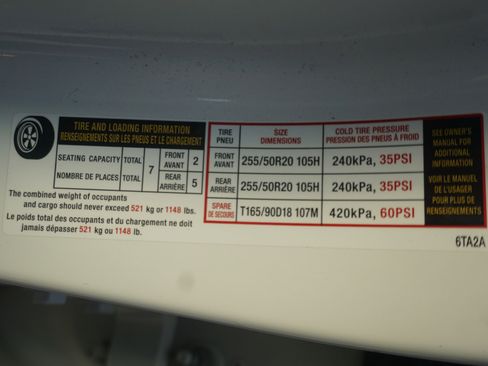 TIRE AND LOADING INFORMATION
RENSEIGNEMENTS SUR LES PNEUS ET LE CHARGEMENT
SEATING CAPACITY TOTAL 7 FRONT AVANT 2
NOMBRE DE PLACES TOTAL REAR ARRIÈRE 5
The combined weight of occupants
and cargo should never exceed 521 kg or 1148 lbs.
Le poids total des occupants et du chargement ne doit
jamais dépasser 521 kg ou 1148 lb.
TIRE PNEU SIZE DIMENSIONS COLD TIRE PRESSURE PRESSION DES PNEUS À FROID
FRONT AVANT 255/50R20 105H 240kPa, 35PSI
REAR ARRIÈRE 255/50R20 105H 240kPa, 35PSI
SPARE DE SECOURS T165/90D18 107M 420kPa, 60PSI
SEE OWNER'S
MANUAL FOR
ADDITIONAL
INFORMATION
VOIR LE MANUEL
DE L'USAGER
POUR PLUS DE
RENSEIGNEMENTS
6TA2A